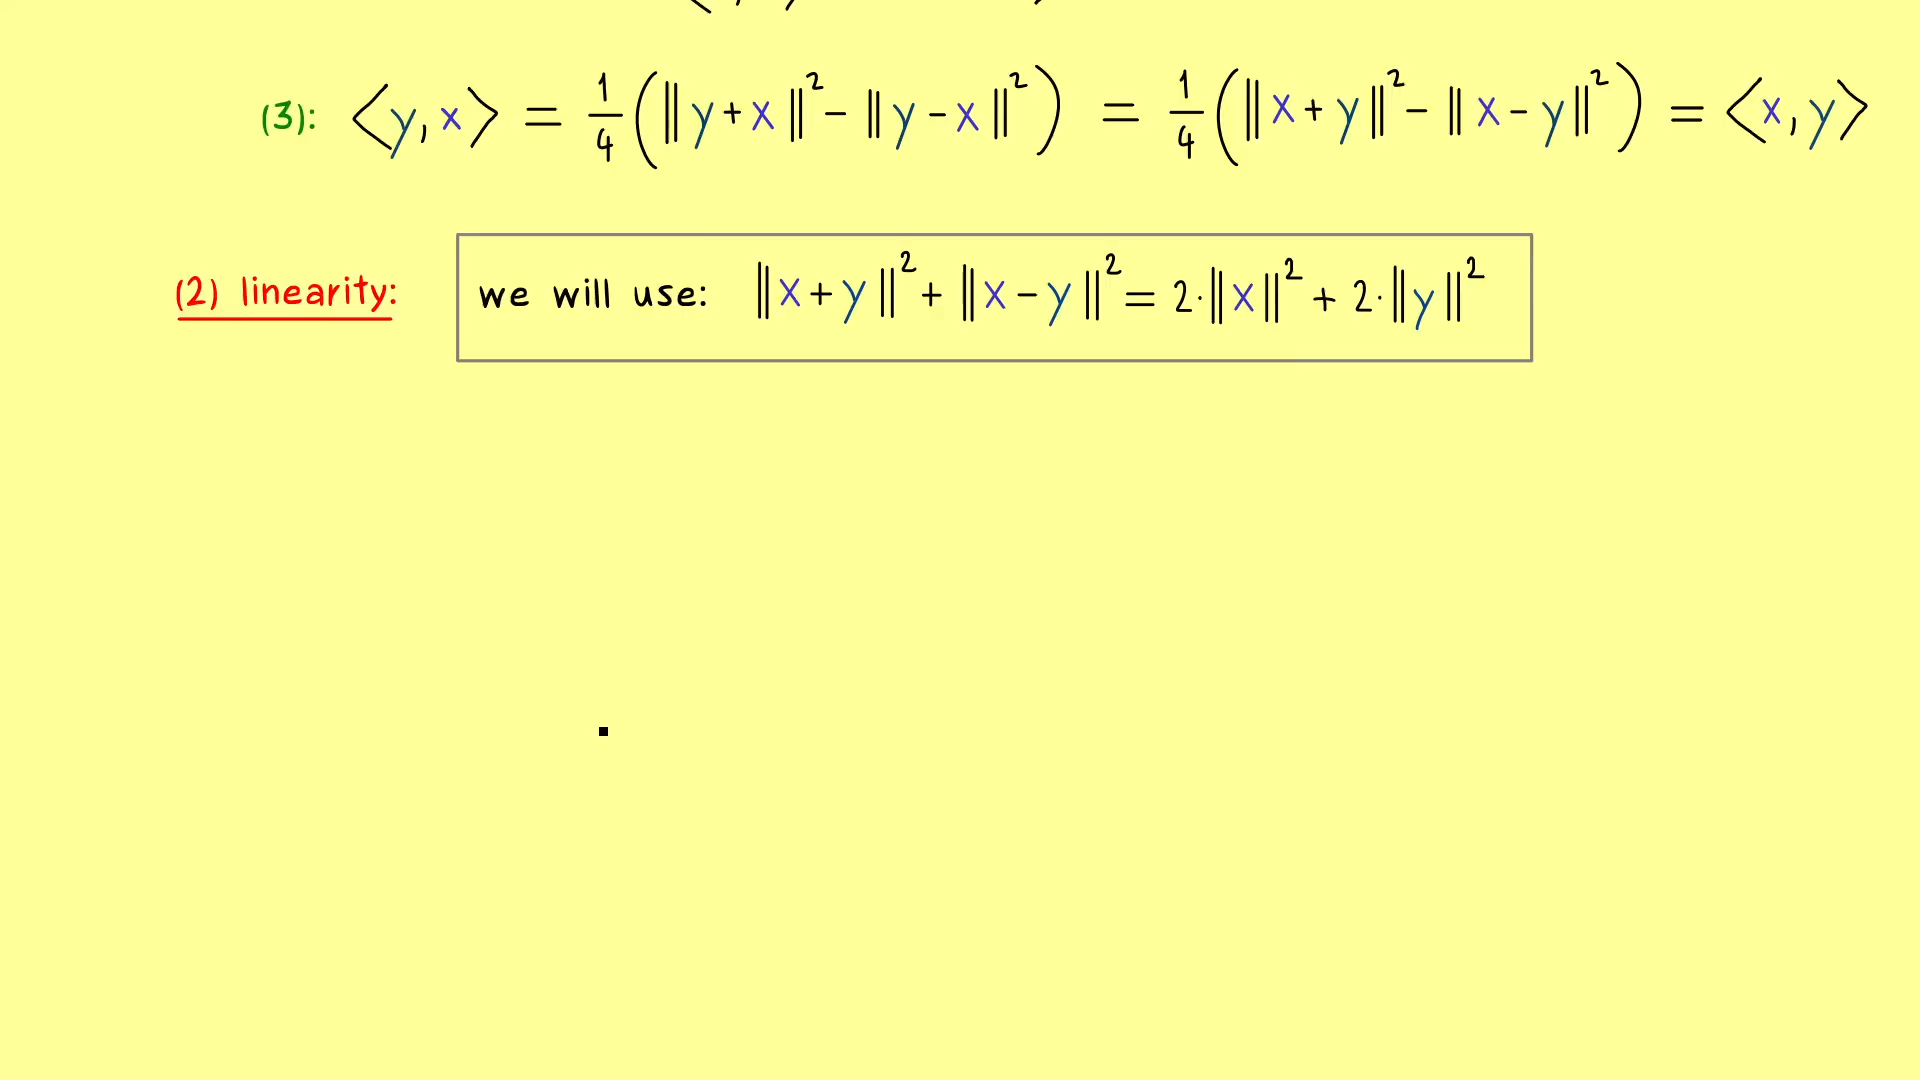 (3): ⟨y, x⟩ = 1/4 (‖y + x‖² − ‖y − x‖²) = 1/4 (‖x + y‖² − ‖x − y‖²) = ⟨x, y⟩
(2) linearity: we will use: ‖x + y‖² + ‖x − y‖² = 2·‖x‖² + 2·‖y‖²